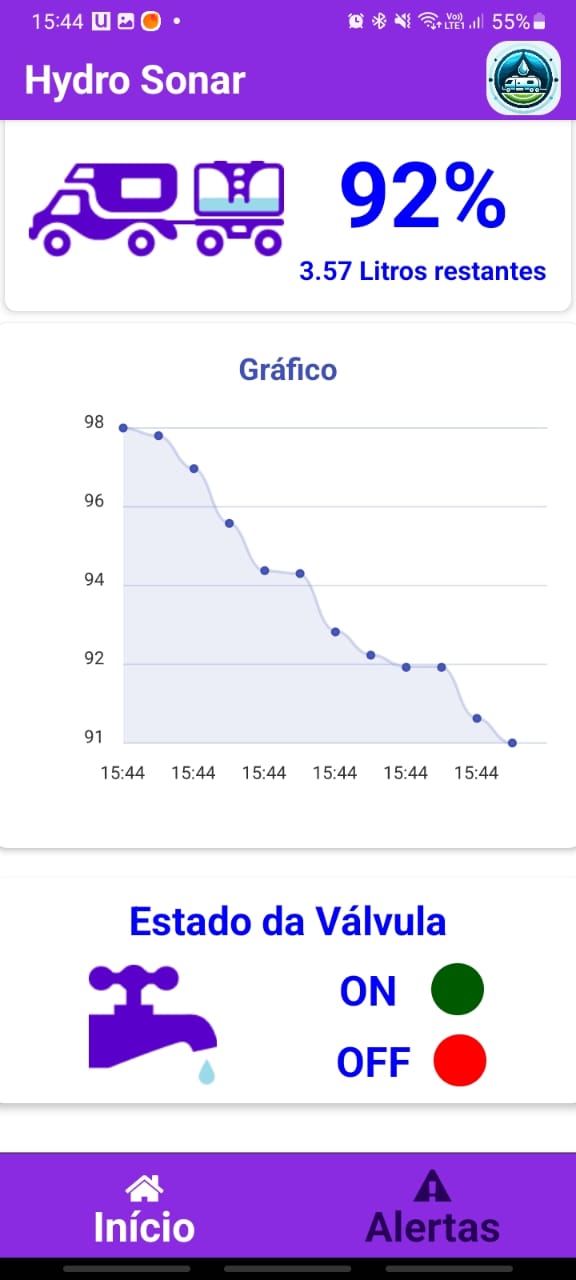 15:44 U 55%
Vo))
LTE1
Hydro Sonar
92%
3.57 Litros restantes
Gráfico
98
96
94
92
91
15:44 15:44 15:44 15:44 15:44 15:44
Estado da Válvula
ON
OFF
Início Alertas